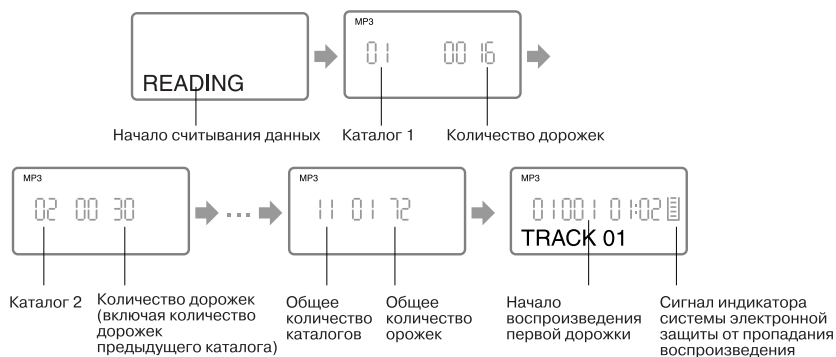 READING
MP3
01 00 16
Начало считывания данных
Каталог 1
Количество дорожек
MP3
02 00 30
...
MP3
11 01 72
MP3
01001 01:02
TRACK 01
Каталог 2
Количество дорожек
(включая количество
дорожек
предыдущего каталога)
Общее
количество
каталогов
Общее
количество
орожек
Начало
воспроизведения
первой дорожки
Сигнал индикатора
системы электронной
защиты от пропадания
воспроизведения